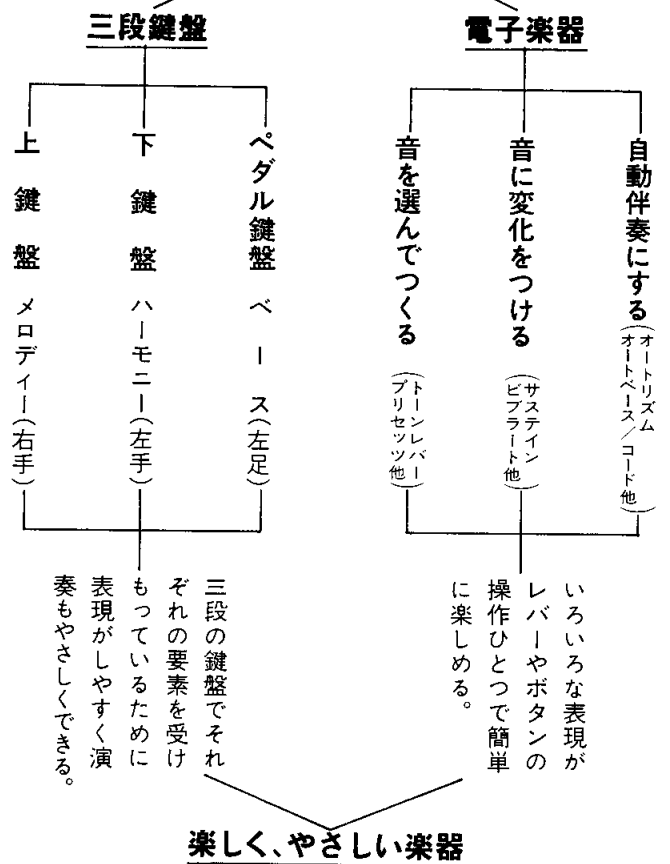 電子楽器
自動伴奏にする
(オートリズム
オートベース/コード他)
音に変化をつける
(サステイン
ビブラート他)
音を選んでつくる
(トーンレバー
プリセッツ他)
いろいろな表現が
レバーやボタンの
操作ひとつで簡単
に楽しめる。
三段鍵盤
ペダル鍵盤 ベース(左足)
下鍵盤 ハーモニー(左手)
上鍵盤 メロディー(右手)
三段の鍵盤でそれ
ぞれの要素を受け
もっているために
表現がしやすく演
奏もやさしくできる。
楽しく、やさしい楽器